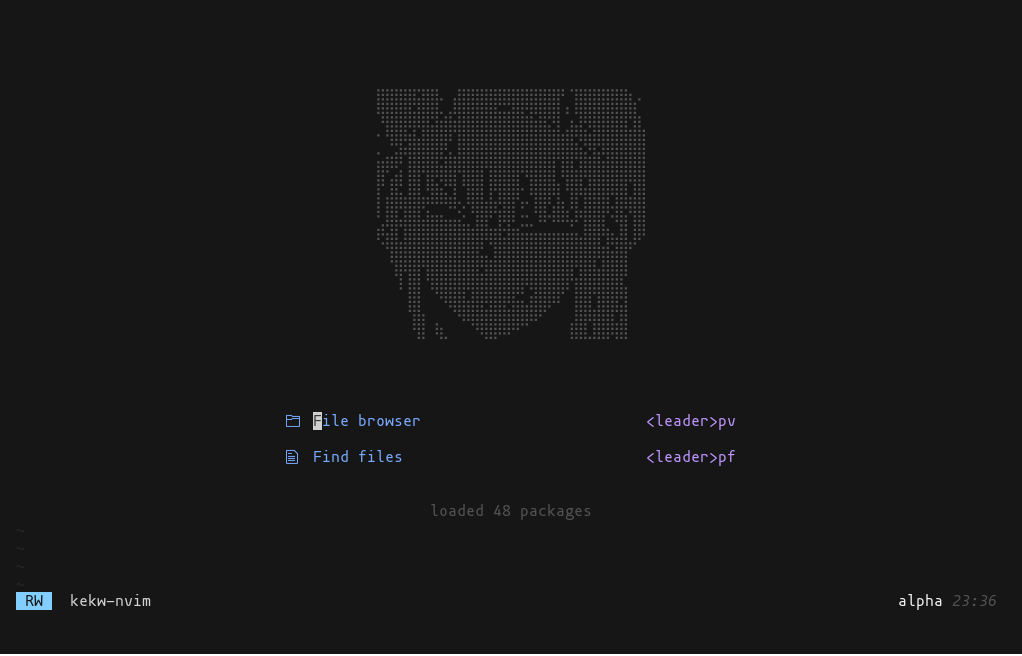 File browser <leader>pv
Find files <leader>pf
loaded 48 packages
~
~
~
~
RW kekw-nvim alpha 23:36